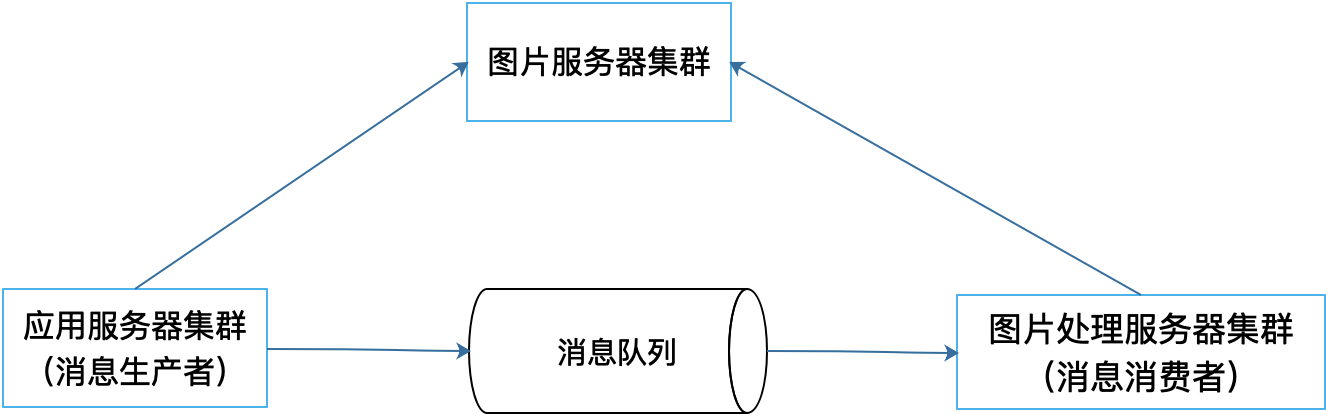 图片服务器集群
应用服务器集群
（消息生产者）
消息队列
图片处理服务器集群
（消息消费者）